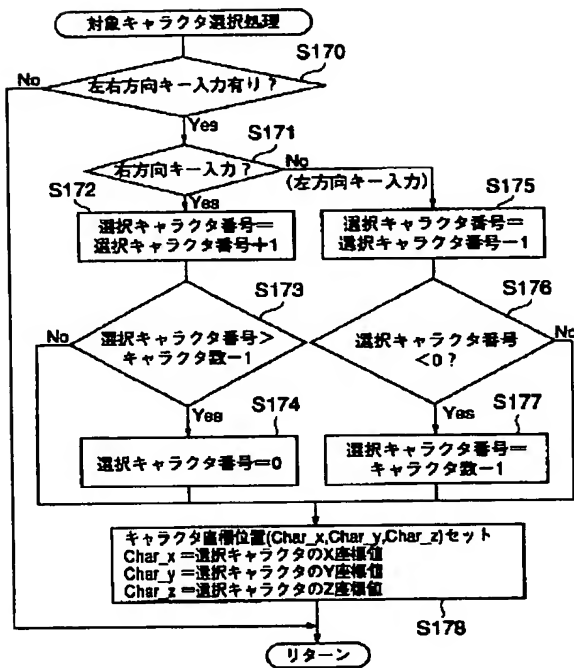 対象キャラクタ選択処理
S170
左右方向キー入力有り?
No
Yes
S171
右方向キー入力?
No
(左方向キー入力)
Yes
S172
選択キャラクタ番号=
選択キャラクタ番号+1
S175
選択キャラクタ番号=
選択キャラクタ番号-1
S173
選択キャラクタ番号>
キャラクタ数-1
No
Yes
S176
選択キャラクタ番号
<0?
No
Yes
S174
選択キャラクタ番号=0
S177
選択キャラクタ番号=
キャラクタ数-1
キャラクタ座標位置(Char_x,Char_y,Char_z)セット
Char_x=選択キャラクタのX座標値
Char_y=選択キャラクタのY座標値
Char_z=選択キャラクタのZ座標値
S178
リターン